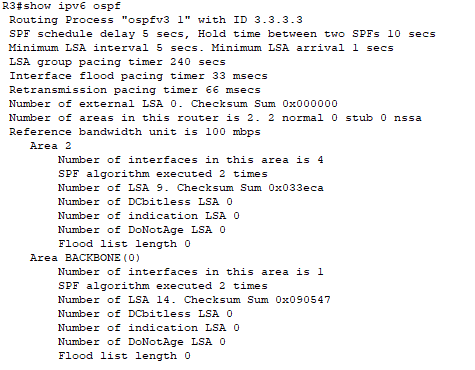 R3#show ipv6 ospf
Routing Process "ospfv3 1" with ID 3.3.3.3
SPF schedule delay 5 secs, Hold time between two SPFs 10 secs
Minimum LSA interval 5 secs. Minimum LSA arrival 1 secs
LSA group pacing timer 240 secs
Interface flood pacing timer 33 msecs
Retransmission pacing timer 66 msecs
Number of external LSA 0. Checksum Sum 0x000000
Number of areas in this router is 2. 2 normal 0 stub 0 nssa
Reference bandwidth unit is 100 mbps
Area 2
Number of interfaces in this area is 4
SPF algorithm executed 2 times
Number of LSA 9. Checksum Sum 0x033eca
Number of DCbitless LSA 0
Number of indication LSA 0
Number of DoNotAge LSA 0
Flood list length 0
Area BACKBONE(0)
Number of interfaces in this area is 1
SPF algorithm executed 2 times
Number of LSA 14. Checksum Sum 0x090547
Number of DCbitless LSA 0
Number of indication LSA 0
Number of DoNotAge LSA 0
Flood list length 0